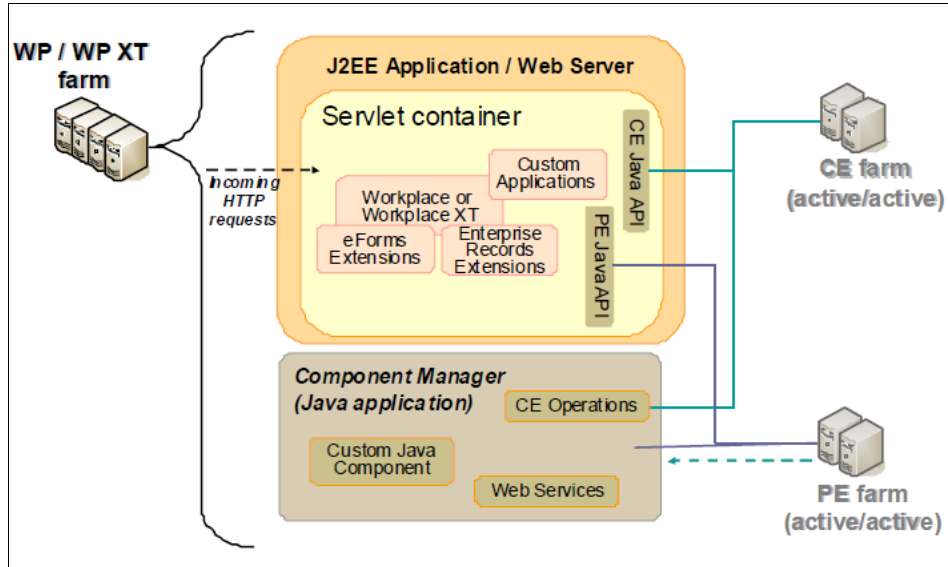 WP / WP XT
farm
Incoming
HTTP
requests
J2EE Application / Web Server
Servlet container
Custom
Applications
Workplace or
Workplace XT
eForms
Extensions
Enterprise
Records
Extensions
CE Java API
PE Java API
Component Manager
(Java application)
CE Operations
Custom Java
Component
Web Services
CE farm
(active/active)
PE farm
(active/active)